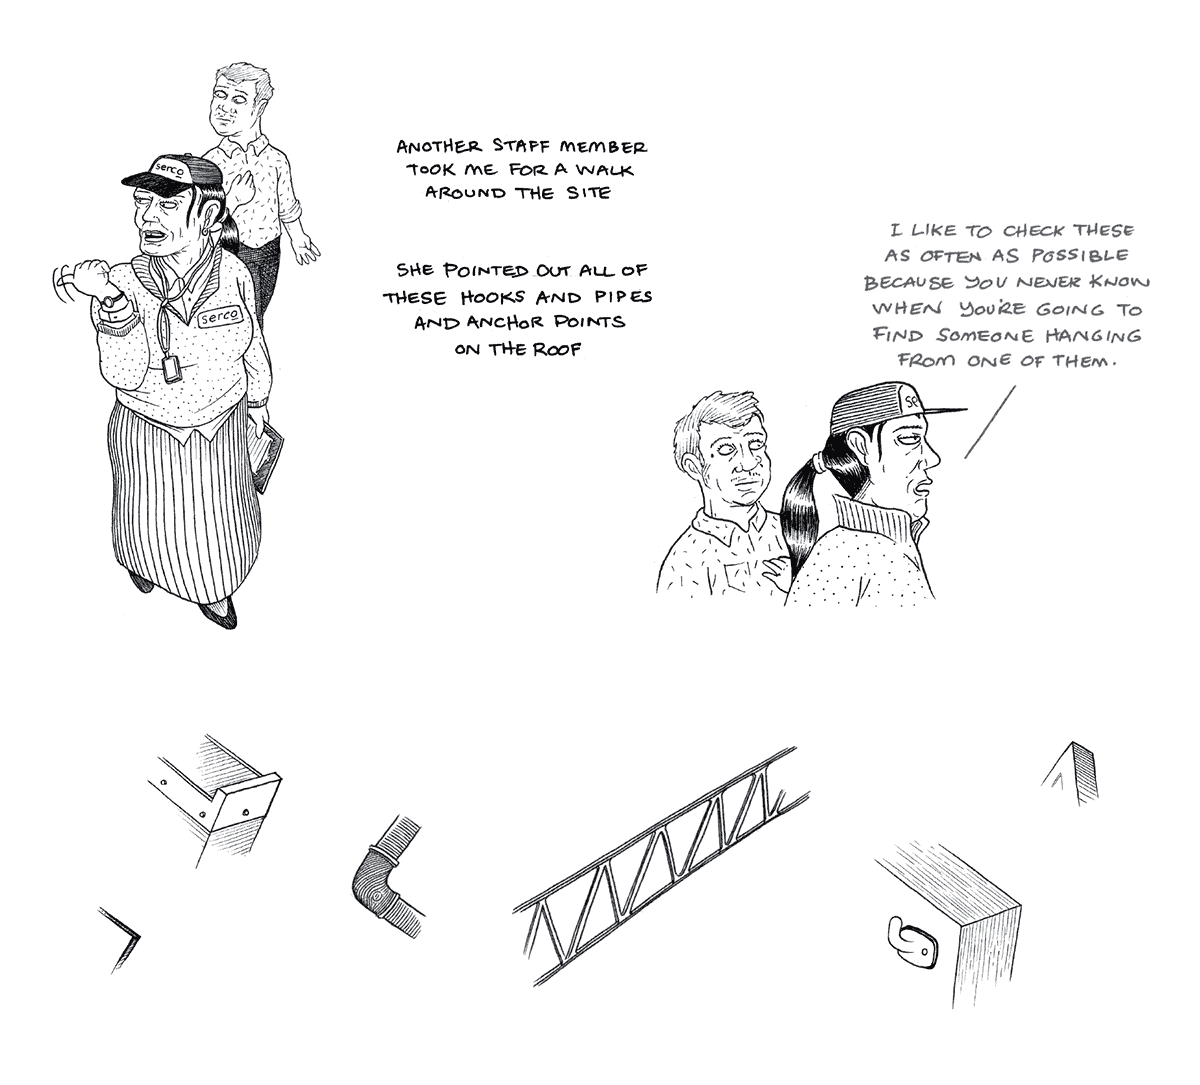 serco
serco
ANOTHER STAFF MEMBER
TOOK ME FOR A WALK
AROUND THE SITE
SHE POINTED OUT ALL OF
THESE HOOKS AND PIPES
AND ANCHOR POINTS
ON THE ROOF
I LIKE TO CHECK THESE
AS OFTEN AS POSSIBLE
BECAUSE YOU NEVER KNOW
WHEN YOU'RE GOING TO
FIND SOMEONE HANGING
FROM ONE OF THEM.
se